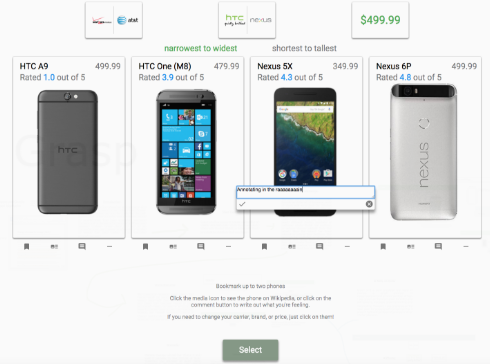 verizon at&t
htc nexus
$499.99
narrowest to widest shortest to tallest
HTC A9 499.99
Rated 1.0 out of 5
HTC One (M8) 479.99
Rated 3.9 out of 5
Nexus 5X 349.99
Rated 4.3 out of 5
Nexus 6P 499.99
Rated 4.8 out of 5
Grasp
htc
htc
nexus
Annotating in the raaaaaaain
Bookmark up to two phones
Click the media icon to see the phone on Wikipedia, or click on the
comment button to write out what you're feeling.
If you need to change your carrier, brand, or price, just click on them!
Select